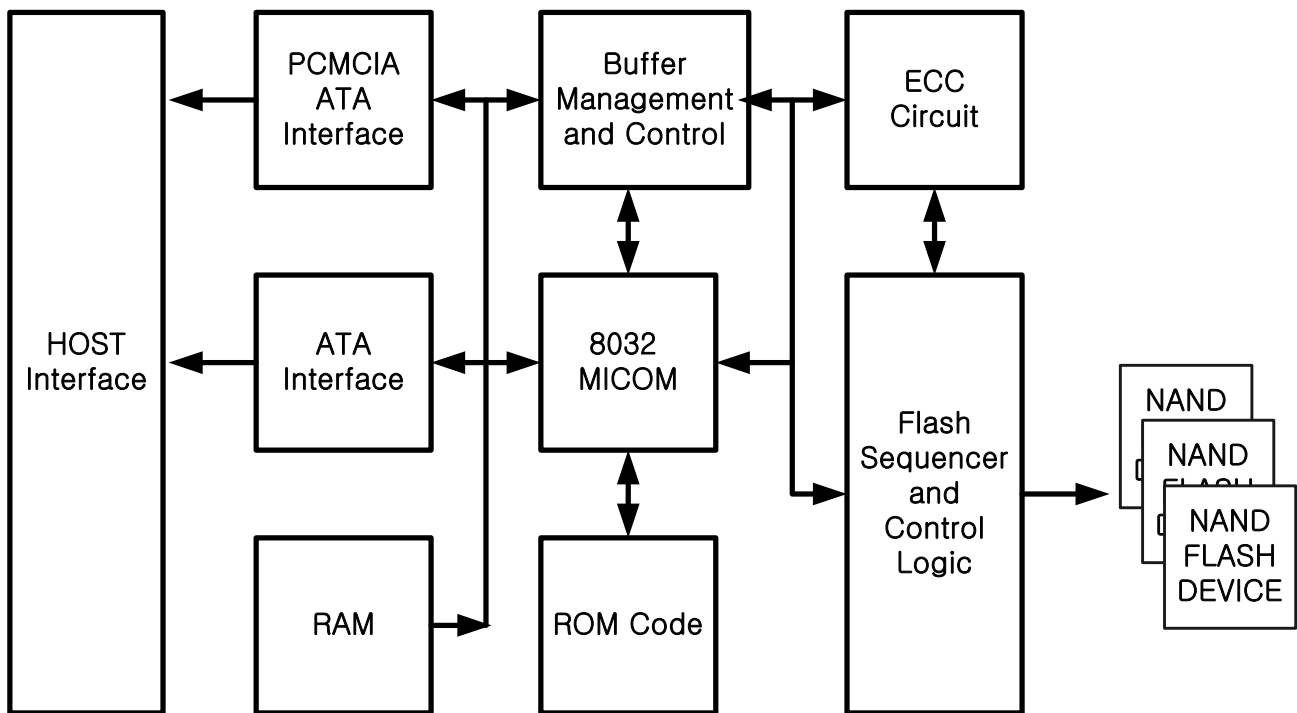 PCMCIA
ATA
Interface
Buffer
Management
and Control
ECC
Circuit
HOST
Interface
ATA
Interface
8032
MICOM
Flash
Sequencer
and
Control
Logic
RAM
ROM Code
NAND
NAND
FLASH
NAND
FLASH
DEVICE